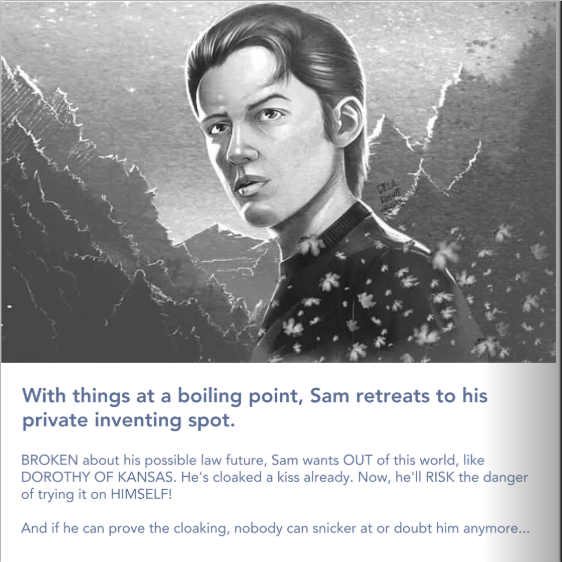 DELA
FUENTE
With things at a boiling point, Sam retreats to his
private inventing spot.
BROKEN about his possible law future, Sam wants OUT of this world, like
DOROTHY OF KANSAS. He's cloaked a kiss already. Now, he'll RISK the danger
of trying it on HIMSELF!
And if he can prove the cloaking, nobody can snicker at or doubt him anymore...